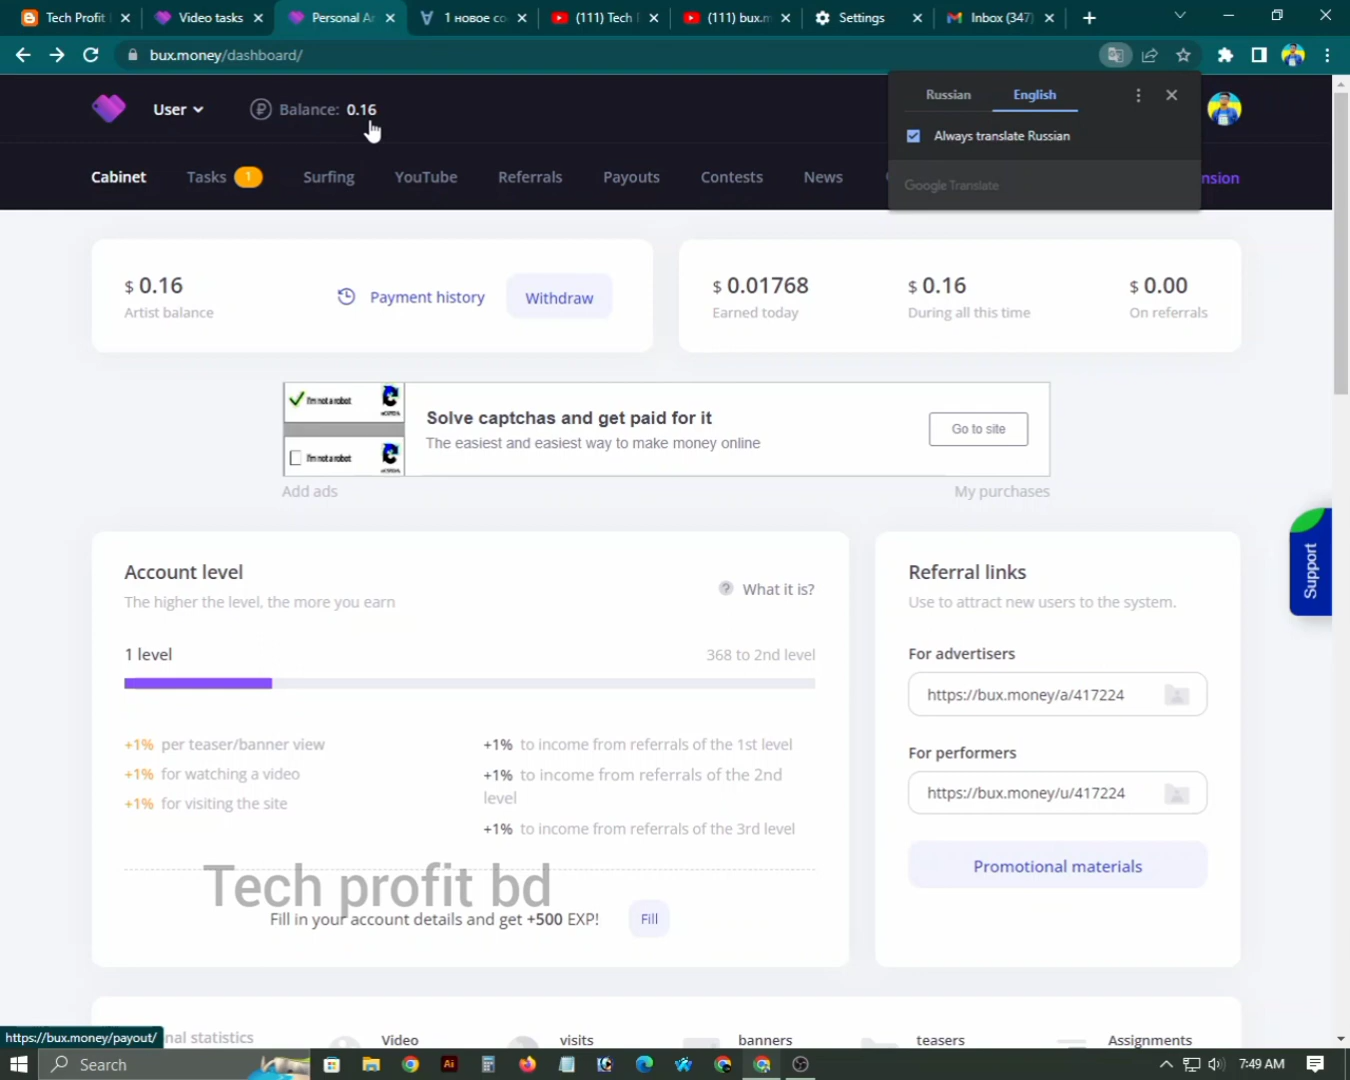 Tech Profit
Video tasks
Personal Ar
1 новое со
(111) Tech
(111) bux.m
Settings
Inbox (347)
bux.money/dashboard/
User
Balance: 0.16
Russian
English
Always translate Russian
Google Translate
Cabinet
Tasks
1
Surfing
YouTube
Referrals
Payouts
Contests
News
nsion
$ 0.16
Artist balance
Payment history
Withdraw
$ 0.01768
Earned today
$ 0.16
During all this time
$ 0.00
On referrals
I'm not a robot
I'm not a robot
Solve captchas and get paid for it
The easiest and easiest way to make money online
Go to site
Add ads
My purchases
Support
Account level
The higher the level, the more you earn
? What it is?
1 level
368 to 2nd level
+1% per teaser/banner view
+1% for watching a video
+1% for visiting the site
+1% to income from referrals of the 1st level
+1% to income from referrals of the 2nd
level
+1% to income from referrals of the 3rd level
Tech profit bd
Fill in your account details and get +500 EXP!
Fill
Referral links
Use to attract new users to the system.
For advertisers
https://bux.money/a/417224
For performers
https://bux.money/u/417224
Promotional materials
https://bux.money/payout/
nal statistics
Video
visits
banners
teasers
Assignments
Search
Ai
7:49 AM